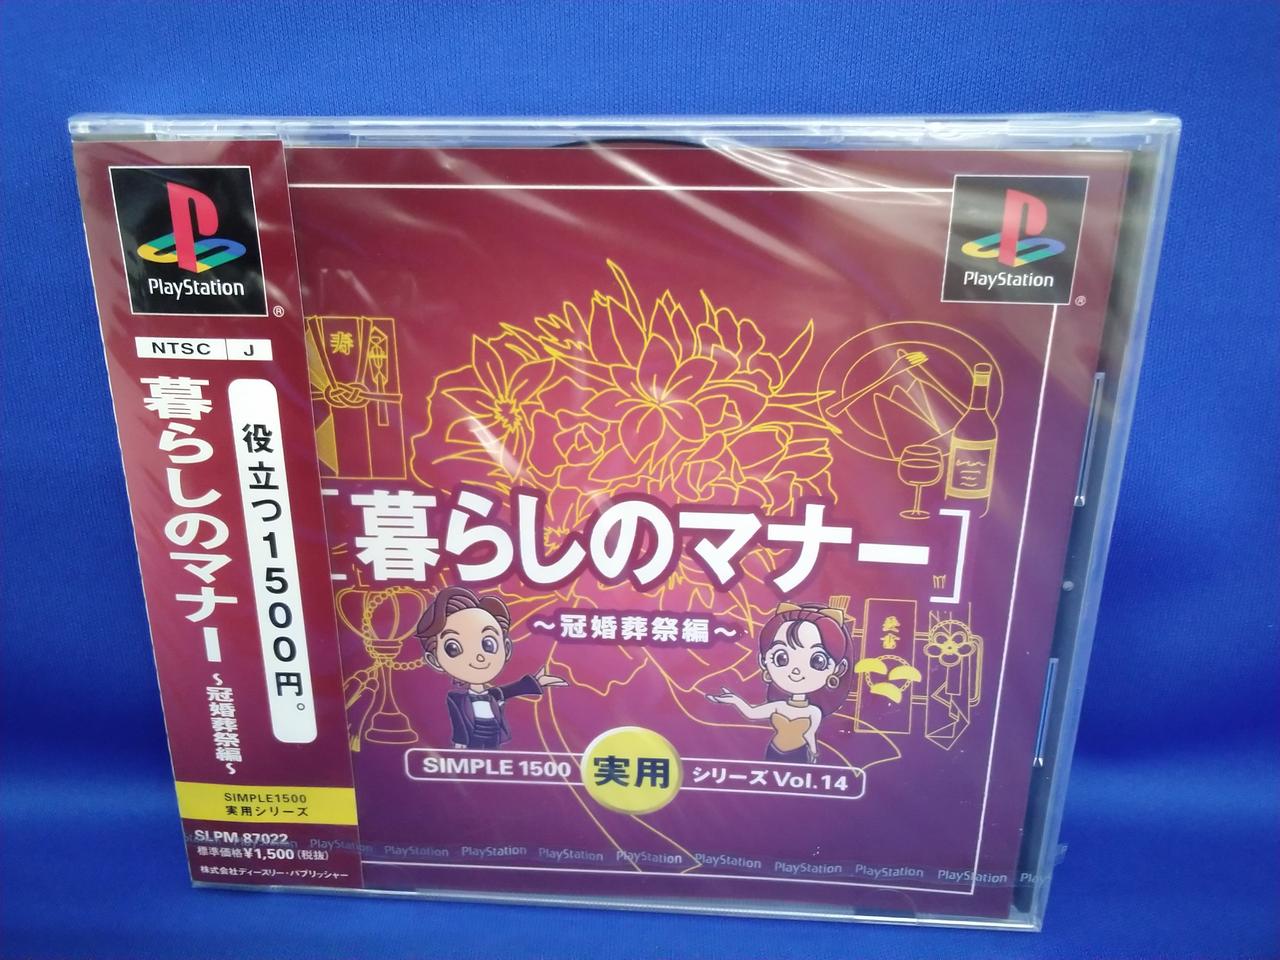 PlayStation
®
NTSC J
役立つ1500円。
暮らしのマナー
～冠婚葬祭編～
SIMPLE1500
実用シリーズ
SLPM 87022
標準価格¥1,500(税抜)
株式会社ディースリー・パブリッシャー
PlayStation
®
寿
[暮らしのマナー]
～冠婚葬祭編～
SIMPLE 1500 実用 シリーズ Vol.14
PlayStation PlayStation PlayStation PlayStation PlayStation PlayStation PlayStation PlayStation PlayStation